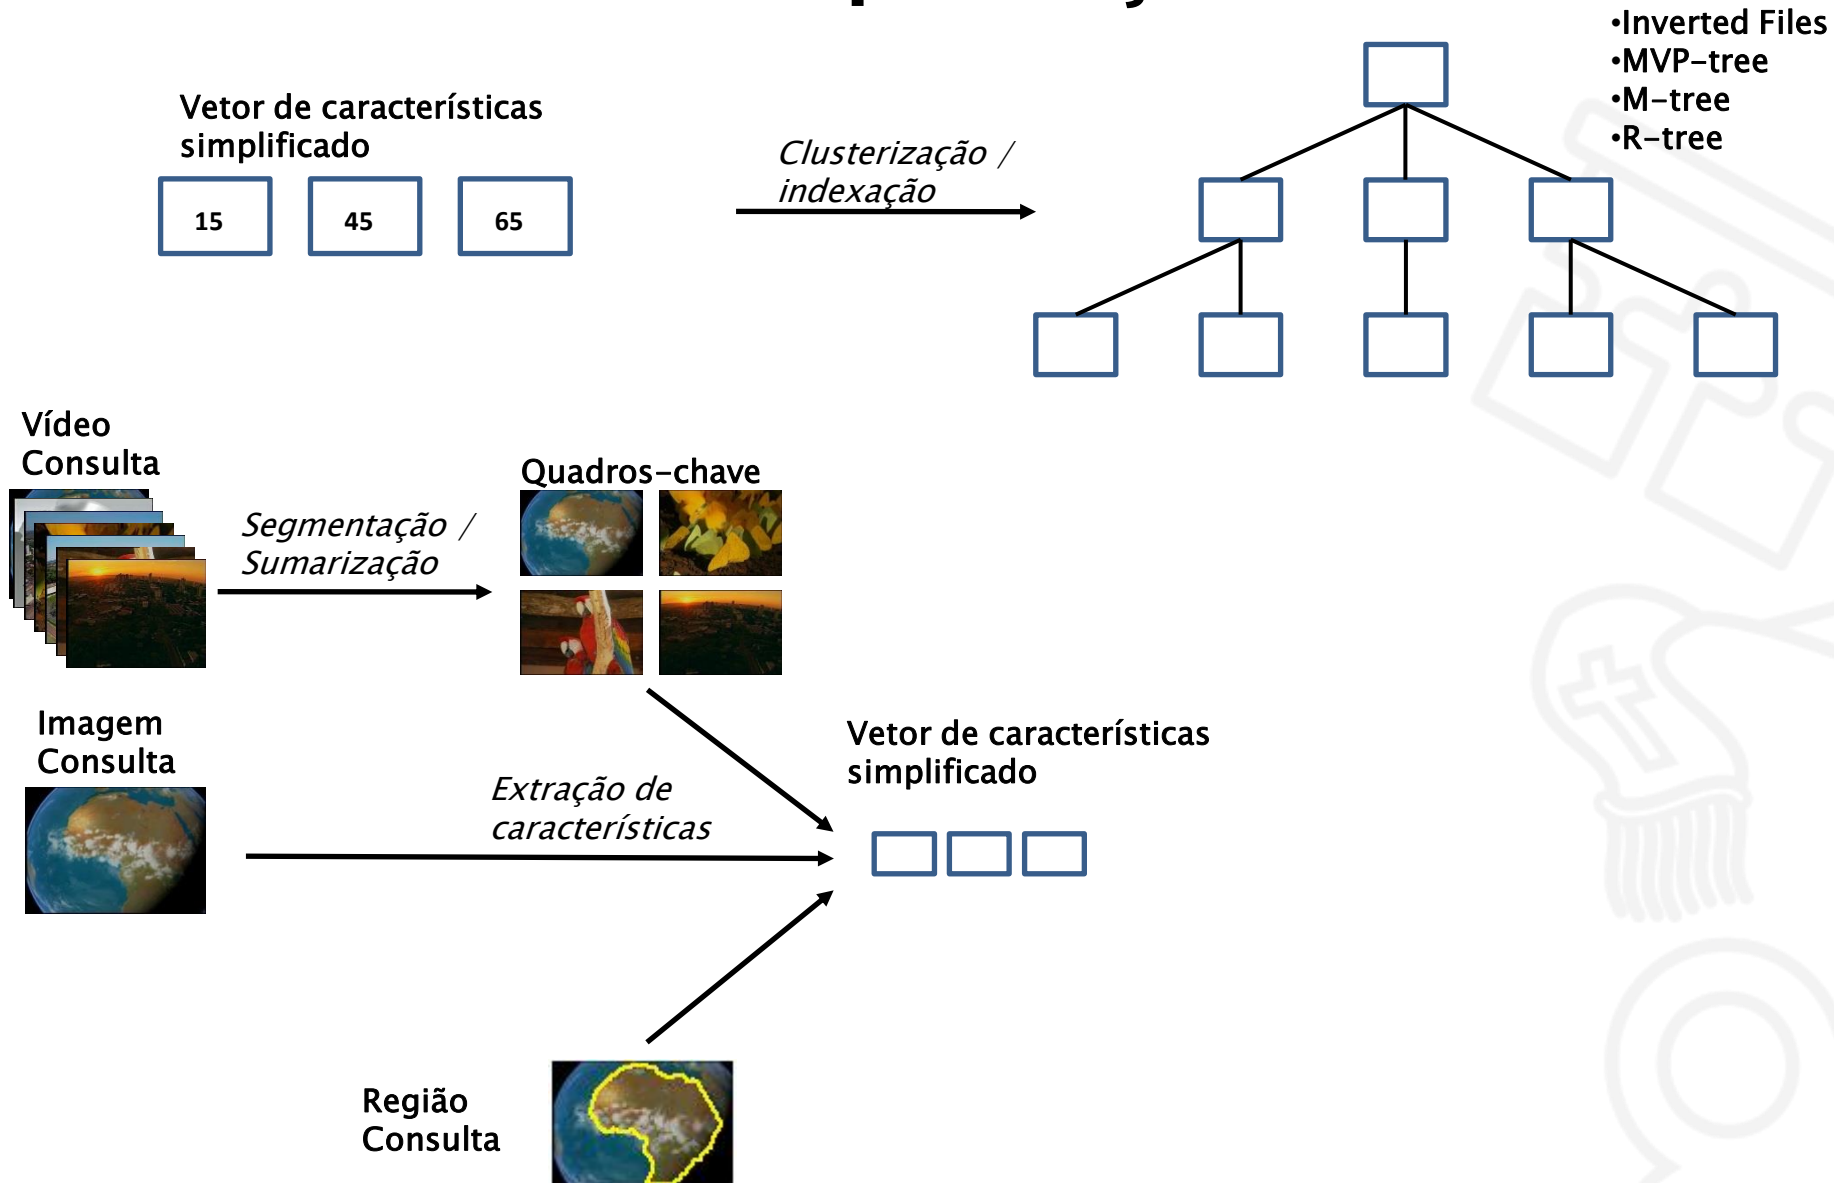 •Inverted Files
•MVP-tree
•M-tree
•R-tree
Vetor de características
simplificado
15 45 65
Clusterização /
indexação
Vídeo
Consulta
Segmentação /
Sumarização
Quadros-chave
Imagem
Consulta
Extração de
características
Vetor de características
simplificado
Região
Consulta